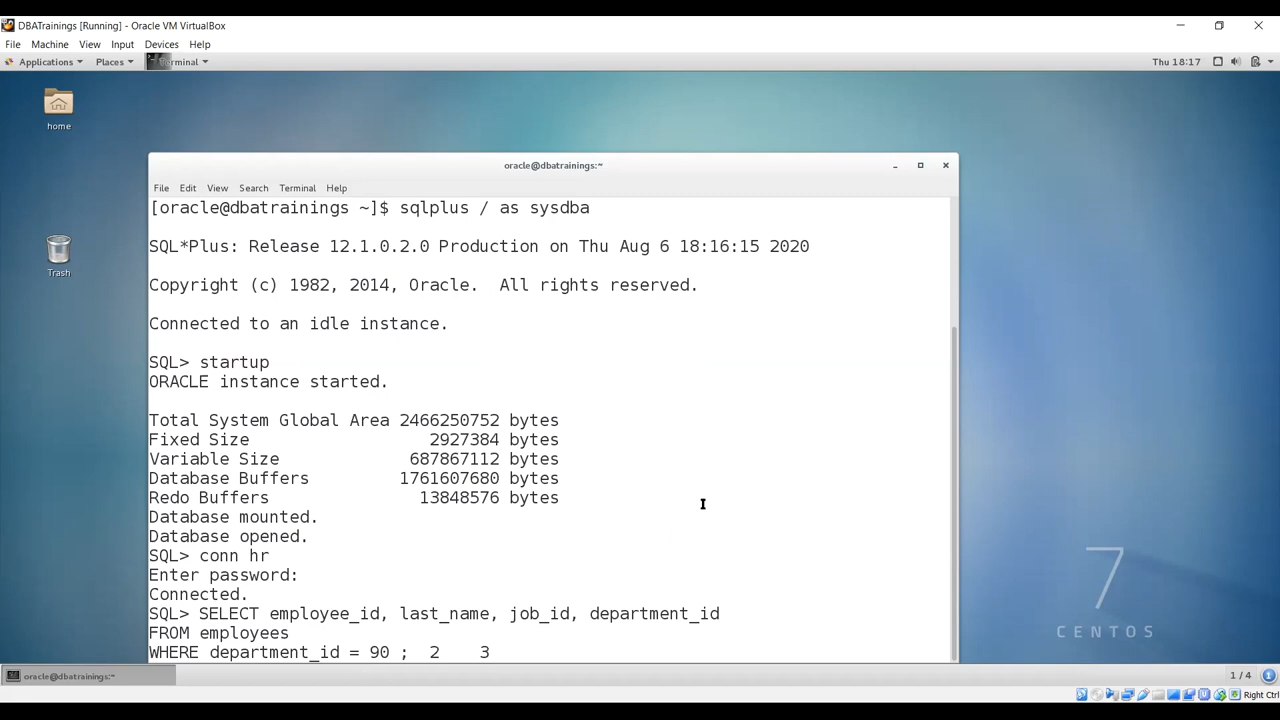 DBATrainings [Running] - Oracle VM VirtualBox
File Machine View Input Devices Help
Applications Places Terminal Thu 18:17
home
Trash
oracle@dbatrainings:~
File Edit View Search Terminal Help
[oracle@dbatrainings ~]$ sqlplus / as sysdba
SQL*Plus: Release 12.1.0.2.0 Production on Thu Aug 6 18:16:15 2020
Copyright (c) 1982, 2014, Oracle.  All rights reserved.
Connected to an idle instance.
SQL> startup
ORACLE instance started.
Total System Global Area 2466250752 bytes
Fixed Size                  2927384 bytes
Variable Size             687867112 bytes
Database Buffers         1761607680 bytes
Redo Buffers               13848576 bytes
Database mounted.
Database opened.
SQL> conn hr
Enter password:
Connected.
SQL> SELECT employee_id, last_name, job_id, department_id
FROM employees
WHERE department_id = 90 ;  2    3
7
CENTOS
oracle@dbatrainings:~ 1 / 4 1
Right Ctrl